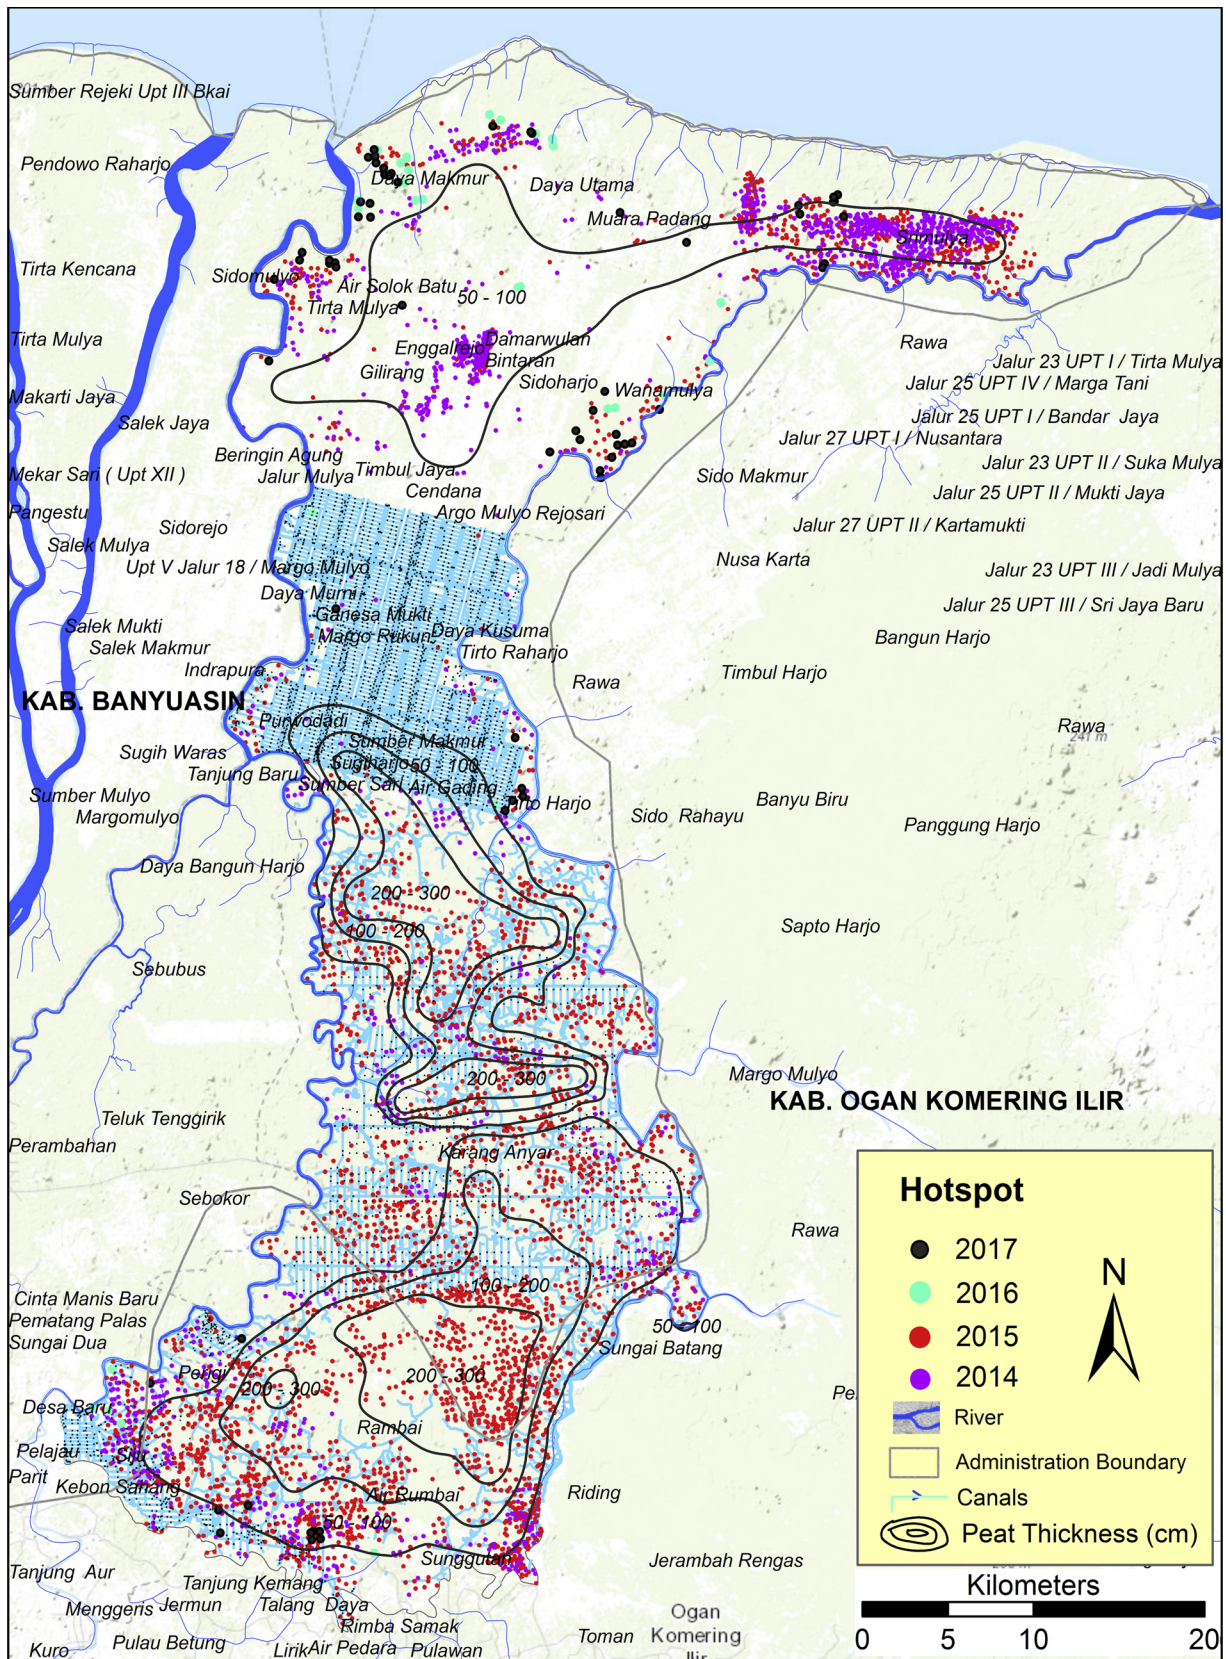 Sumber Rejeki Upt III Bkai
Pendowo Raharjo
Daya Makmur
Daya Utama
Muara Padang
Srimulya
Tirta Kencana
Sidomulyo
Air Solok Batu
Tirta Mulya
50 - 100
Tirta Mulya
Enggalrejo
Damarwulan
Bintaran
Gilirang
Sidoharjo
Wanamulya
Rawa
Jalur 23 UPT I / Tirta Mulya
Jalur 25 UPT IV / Marga Tani
Makarti Jaya
Salek Jaya
Jalur 25 UPT I / Bandar Jaya
Jalur 27 UPT I / Nusantara
Beringin Agung
Jalur Mulya
Timbul Jaya
Cendana
Jalur 23 UPT II / Suka Mulya
Mekar Sari ( Upt XII )
Sido Makmur
Jalur 25 UPT II / Mukti Jaya
Pangestu
Sidorejo
Argo Mulyo
Rejosari
Jalur 27 UPT II / Kartamukti
Salek Mulya
Upt V Jalur 18 / Margo Mulyo
Nusa Karta
Jalur 23 UPT III / Jadi Mulya
Daya Murni
Ganesa Mukti
Jalur 25 UPT III / Sri Jaya Baru
Salek Mukti
Margo Rukun
Daya Kusuma
Bangun Harjo
Salek Makmur
Tirto Raharjo
Indrapura
Timbul Harjo
Rawa
KAB. BANYUASIN
Purwodadi
Rawa
241 m
Sumber Makmur
Sugih Waras
Sugiharjo
50 - 100
Tanjung Baru
Sumber Sari
Air Gading
Sumber Mulyo
Tirto Harjo
Banyu Biru
Margomulyo
Sido Rahayu
Panggung Harjo
Daya Bangun Harjo
200 - 300
100 - 200
Sapto Harjo
Sebubus
200 - 300
Margo Mulyo
KAB. OGAN KOMERING ILIR
Teluk Tenggirik
Perambahan
Karang Anyar
Sebokor
Rawa
100 - 200
Cinta Manis Baru
Pematang Palas
Sungai Dua
50 - 100
Sungai Batang
Perigi
200 - 300
200 - 300
Desa Baru
Rambai
Pelajau
Siju
Parit
Kebon Sahang
Air Rumbai
Riding
50 - 100
Sunggutan
Jerambah Rengas
Tanjung Aur
Tanjung Kemang
Menggeris
Jermun
Talang Daya
Rimba Samak
Ogan
Komering
Ilir
Toman
Kuro
Pulau Betung
Lirik
Air Pedara
Pulawan
Hotspot
2017
2016
2015
2014
N
River
Administration Boundary
Canals
Peat Thickness (cm)
Kilometers
0 5 10 20